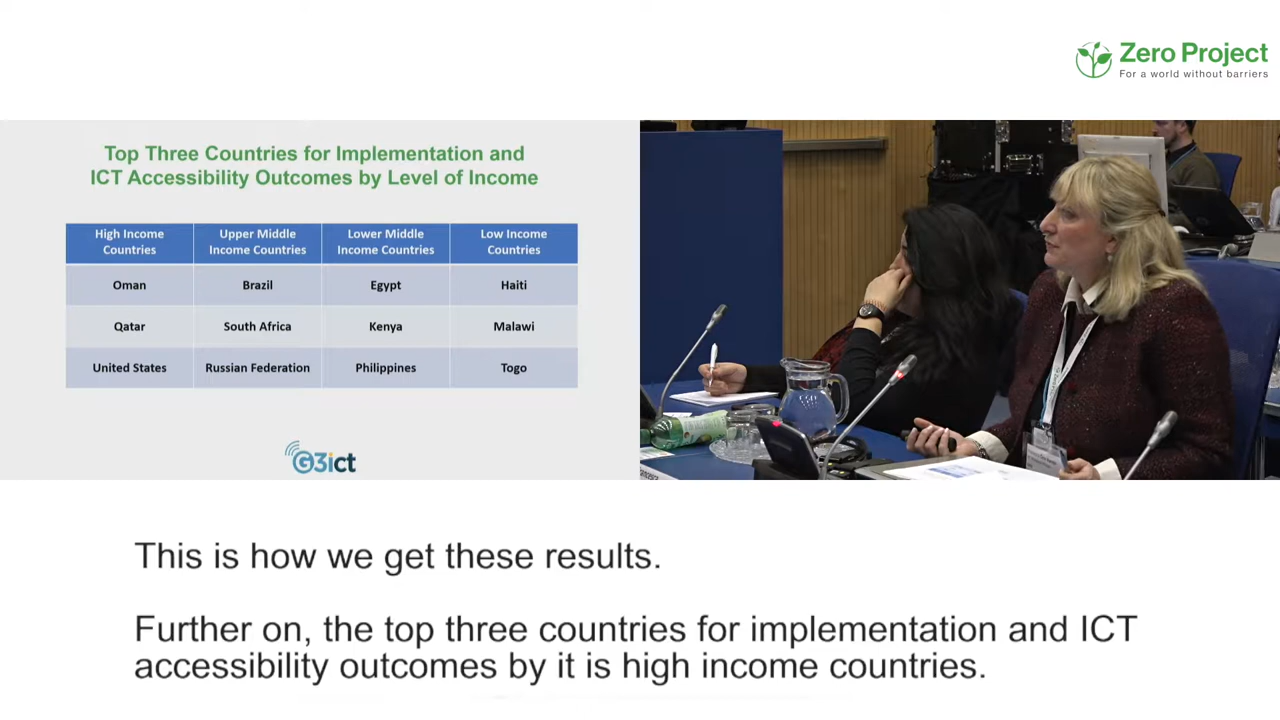 Zero Project
For a world without barriers
Top Three Countries for Implementation and
ICT Accessibility Outcomes by Level of Income
High Income
Countries
Upper Middle
Income Countries
Lower Middle
Income Countries
Low Income
Countries
Oman
Brazil
Egypt
Haiti
Qatar
South Africa
Kenya
Malawi
United States
Russian Federation
Philippines
Togo
G3ict
This is how we get these results.
Further on, the top three countries for implementation and ICT
accessibility outcomes by it is high income countries.